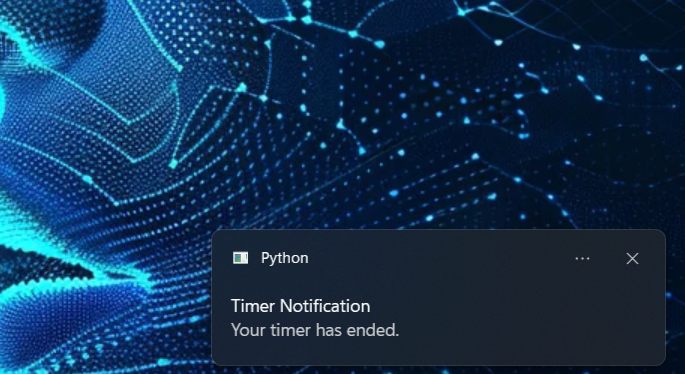 Python
Timer Notification
Your timer has ended.